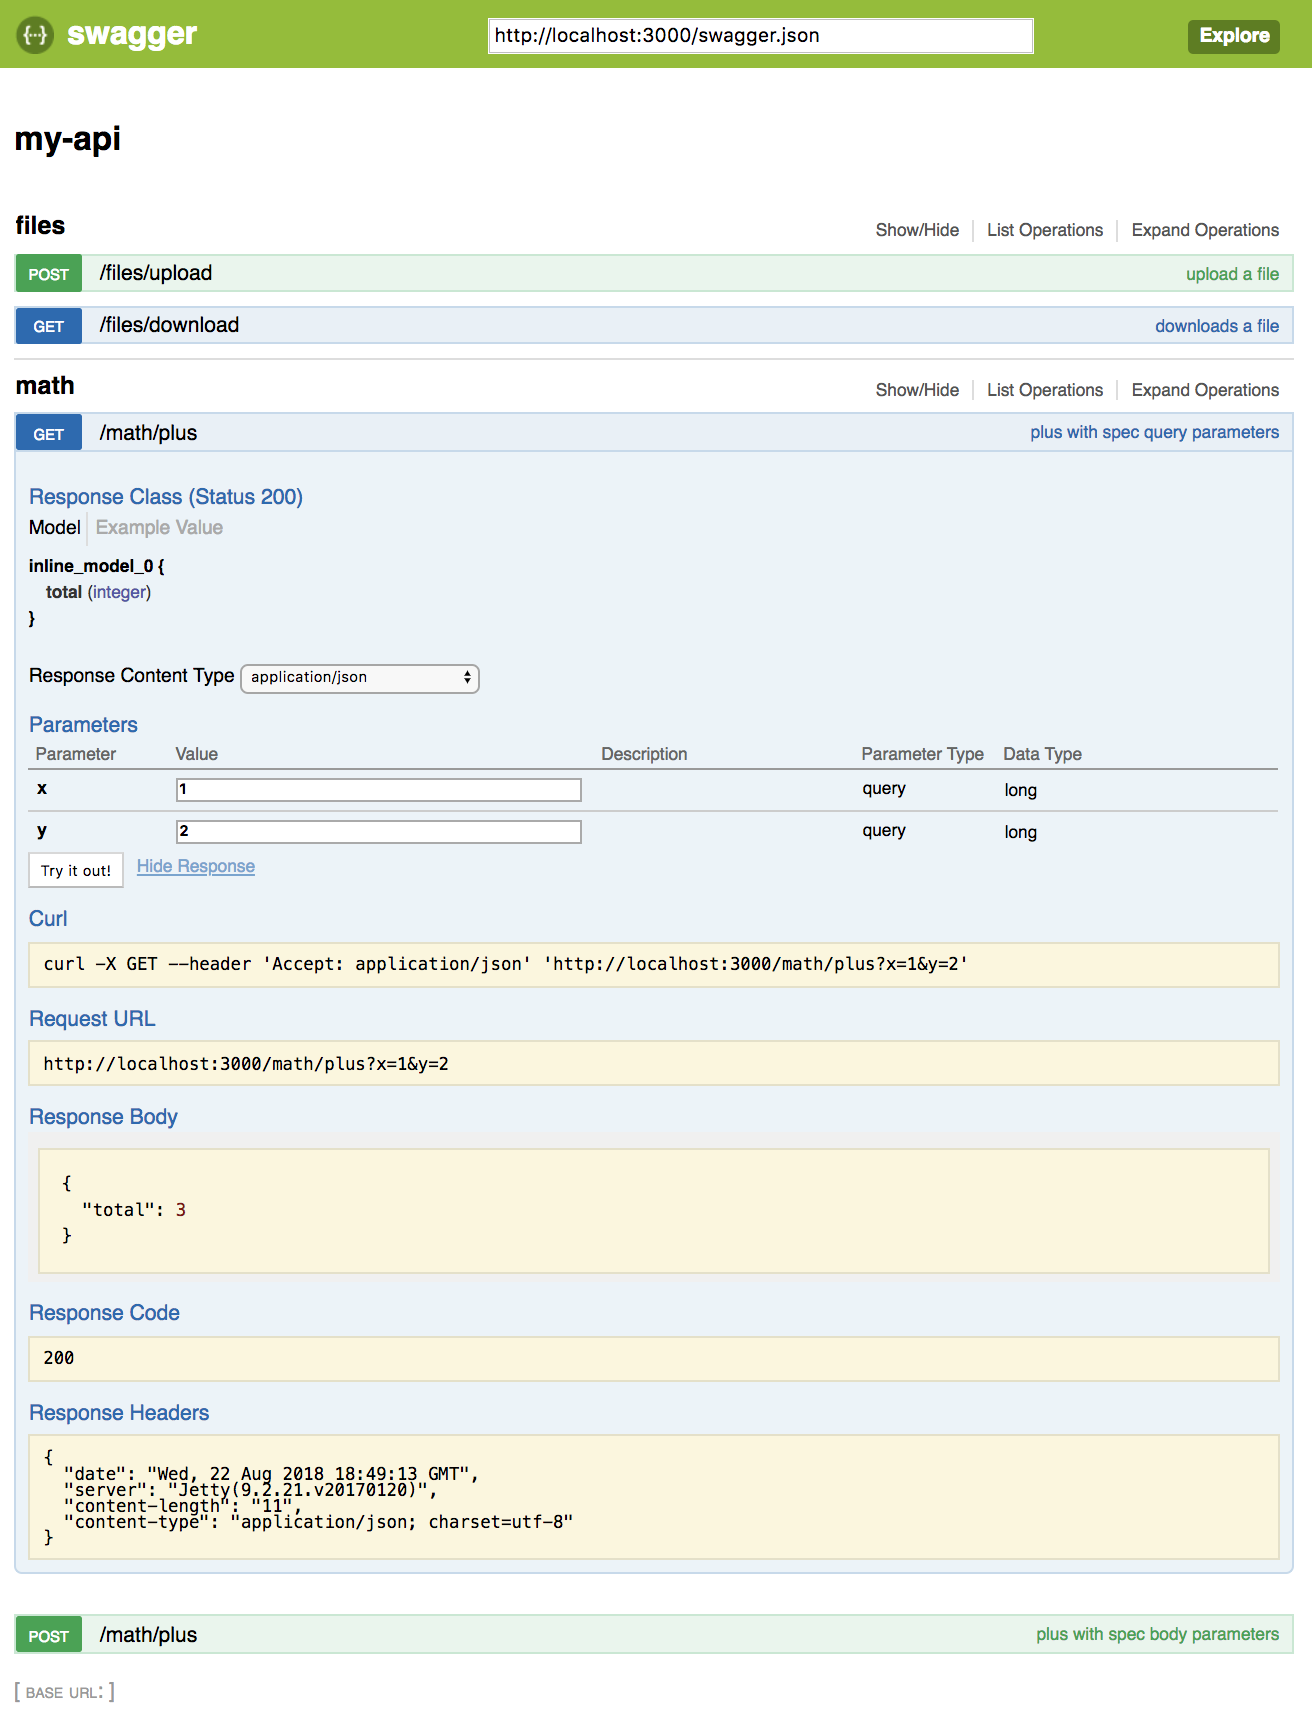 {···} swagger http://localhost:3000/swagger.json Explore
my-api
files Show/Hide List Operations Expand Operations
POST /files/upload upload a file
GET /files/download downloads a file
math Show/Hide List Operations Expand Operations
GET /math/plus plus with spec query parameters
Response Class (Status 200)
Model Example Value
inline_model_0 {
total (integer)
}
Response Content Type application/json
Parameters
Parameter Value Description Parameter Type Data Type
x 1 query long
y 2 query long
Try it out! Hide Response
Curl
curl -X GET --header 'Accept: application/json' 'http://localhost:3000/math/plus?x=1&y=2'
Request URL
http://localhost:3000/math/plus?x=1&y=2
Response Body
{
"total": 3
}
Response Code
200
Response Headers
{
"date": "Wed, 22 Aug 2018 18:49:13 GMT",
"server": "Jetty(9.2.21.v20170120)",
"content-length": "11",
"content-type": "application/json; charset=utf-8"
}
POST /math/plus plus with spec body parameters
[ BASE URL: ]